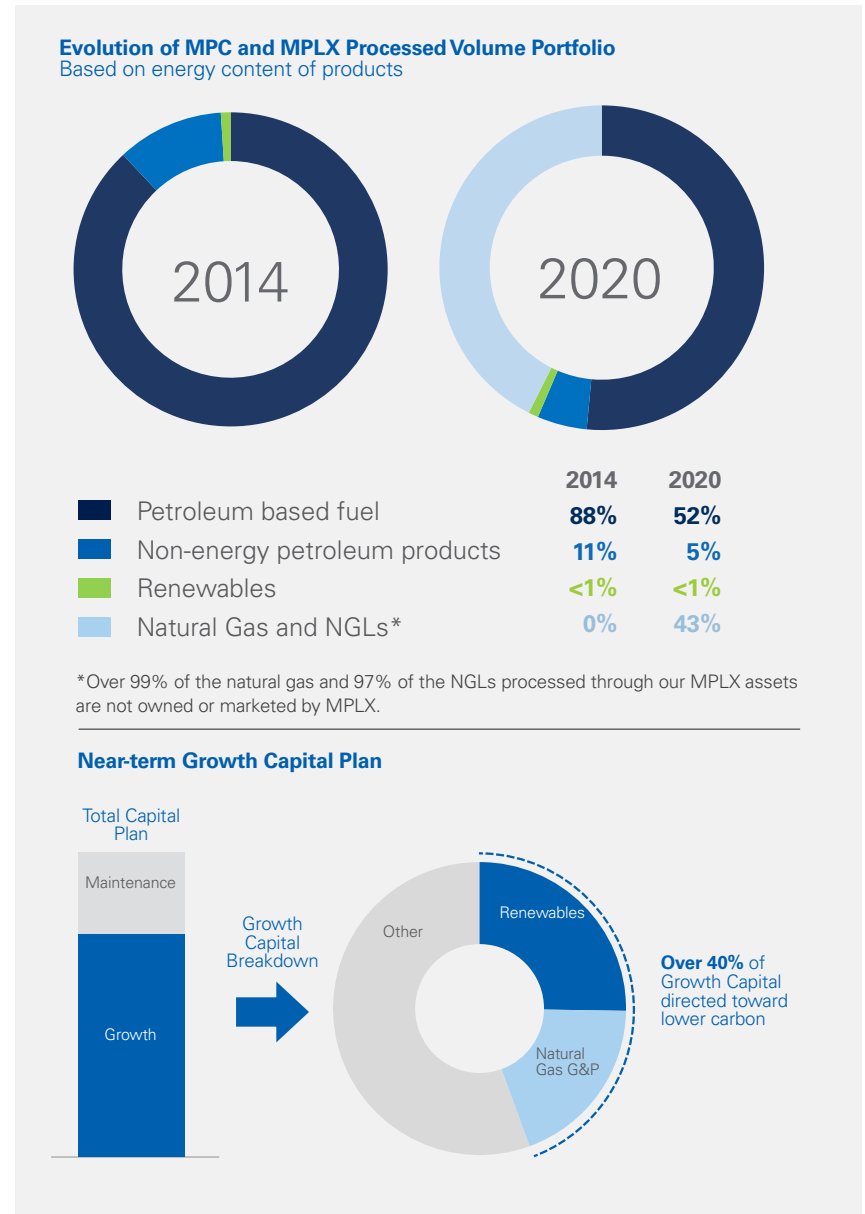 Evolution of MPC and MPLX Processed Volume Portfolio
Based on energy content of products
2014
2020
2014 2020
Petroleum based fuel 88% 52%
Non-energy petroleum products 11% 5%
Renewables <1% <1%
Natural Gas and NGLs* 0% 43%
*Over 99% of the natural gas and 97% of the NGLs processed through our MPLX assets
are not owned or marketed by MPLX.
Near-term Growth Capital Plan
Total Capital
Plan
Maintenance
Growth
Growth
Capital
Breakdown
Other
Renewables
Natural
Gas G&P
Over 40% of
Growth Capital
directed toward
lower carbon